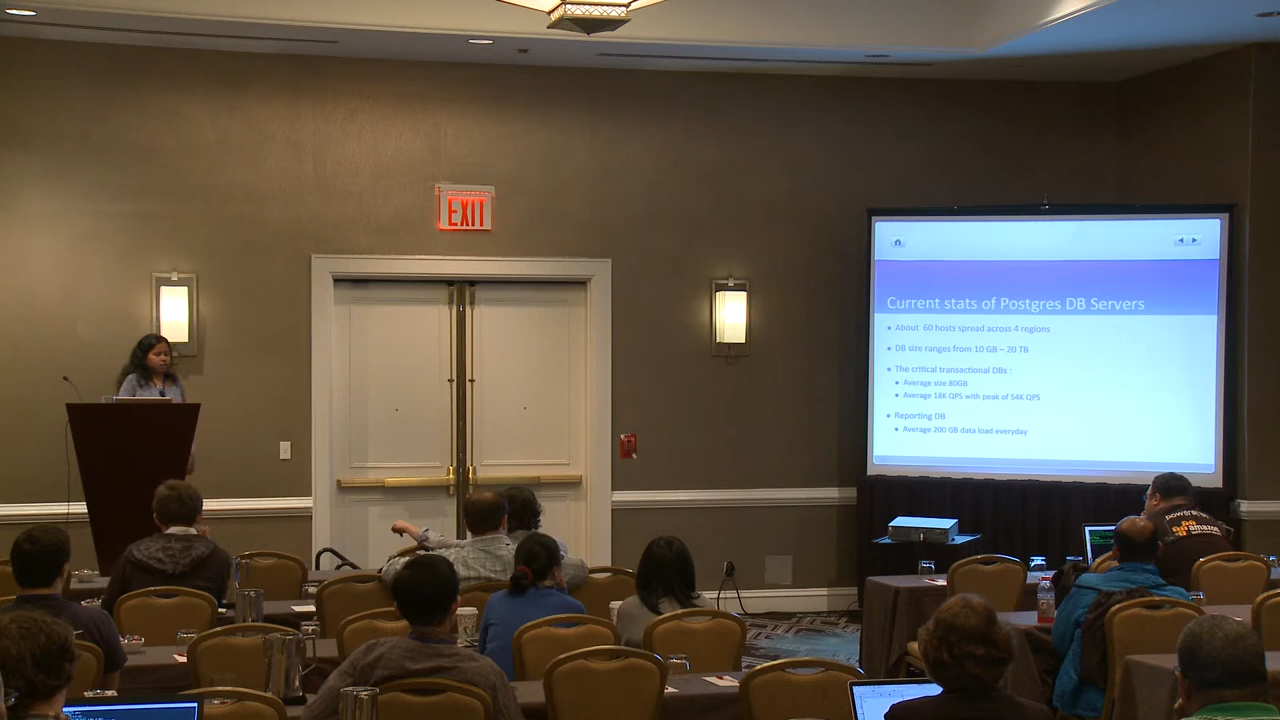 EXIT
Current stats of Postgres DB Servers
• About 60 hosts spread across 4 regions
• DB size ranges from 10 GB – 20 TB
• The critical transactional DBs :
• Average size 80GB
• Average 18K QPS with peak of 54K QPS
• Reporting DB
• Average 200 GB data load everyday
powered
amazon